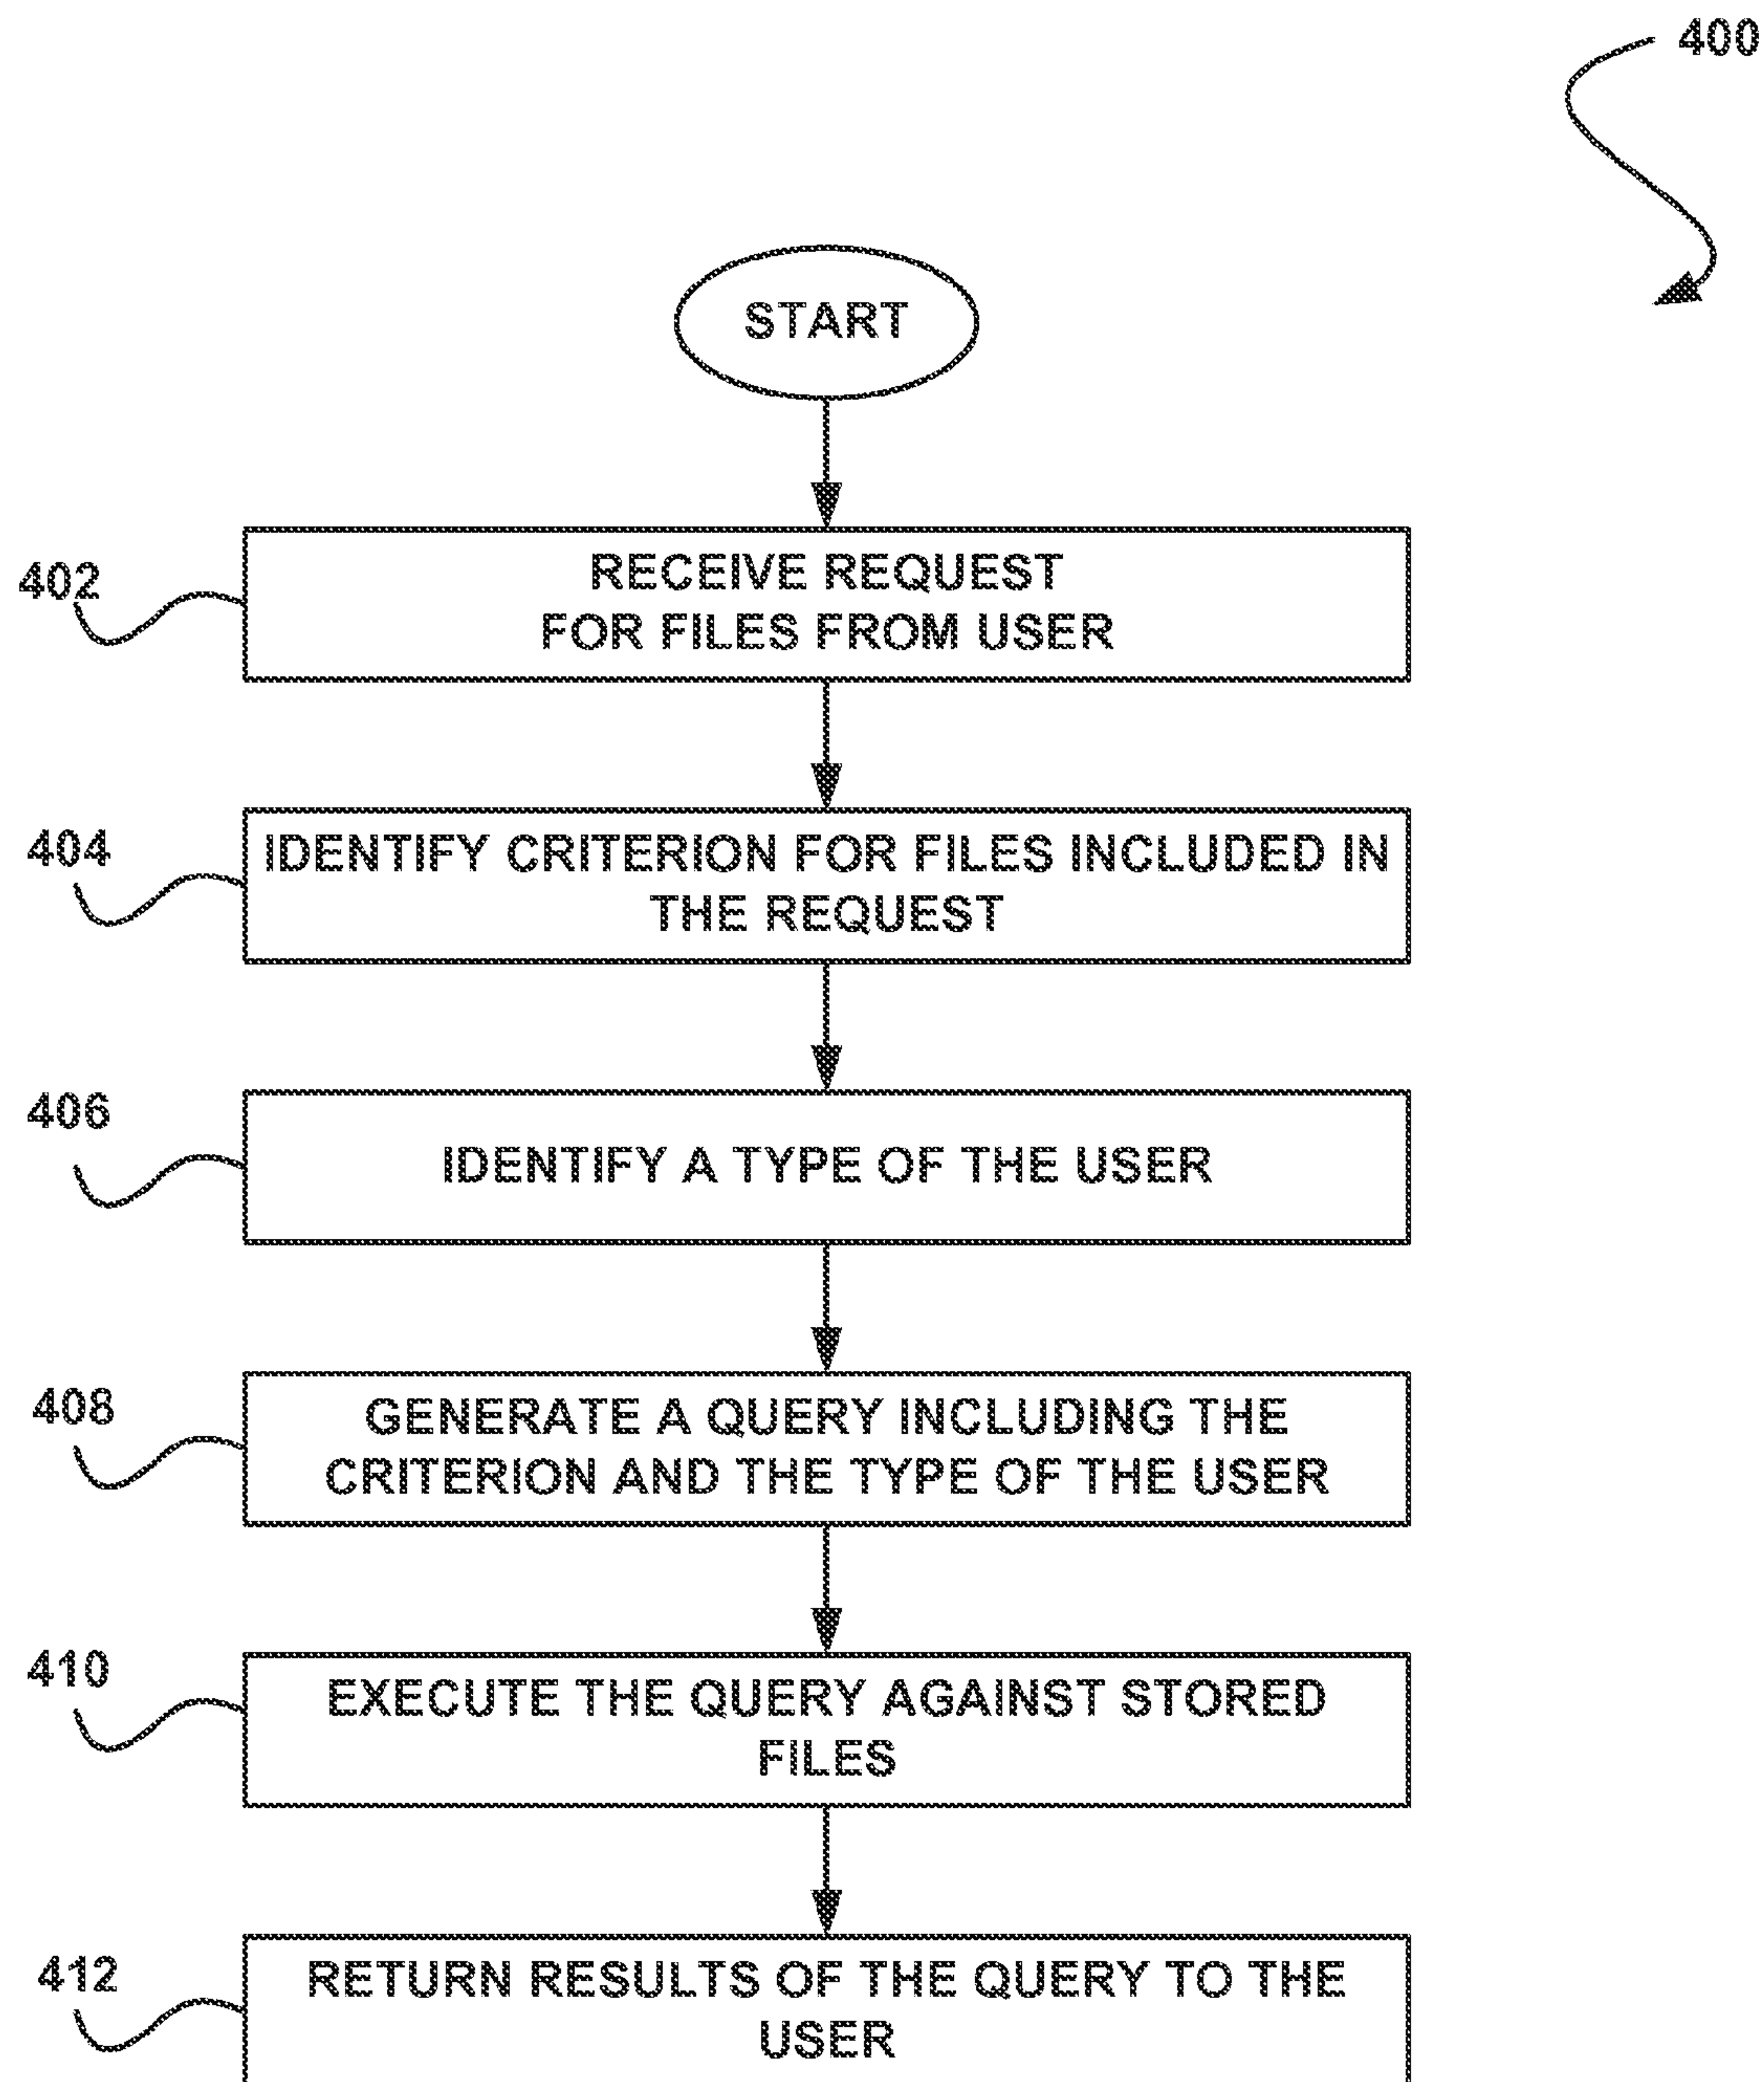 400
START
402
RECEIVE REQUEST
FOR FILES FROM USER
404
IDENTIFY CRITERION FOR FILES INCLUDED IN
THE REQUEST
406
IDENTIFY A TYPE OF THE USER
408
GENERATE A QUERY INCLUDING THE
CRITERION AND THE TYPE OF THE USER
410
EXECUTE THE QUERY AGAINST STORED
FILES
412
RETURN RESULTS OF THE QUERY TO THE
USER